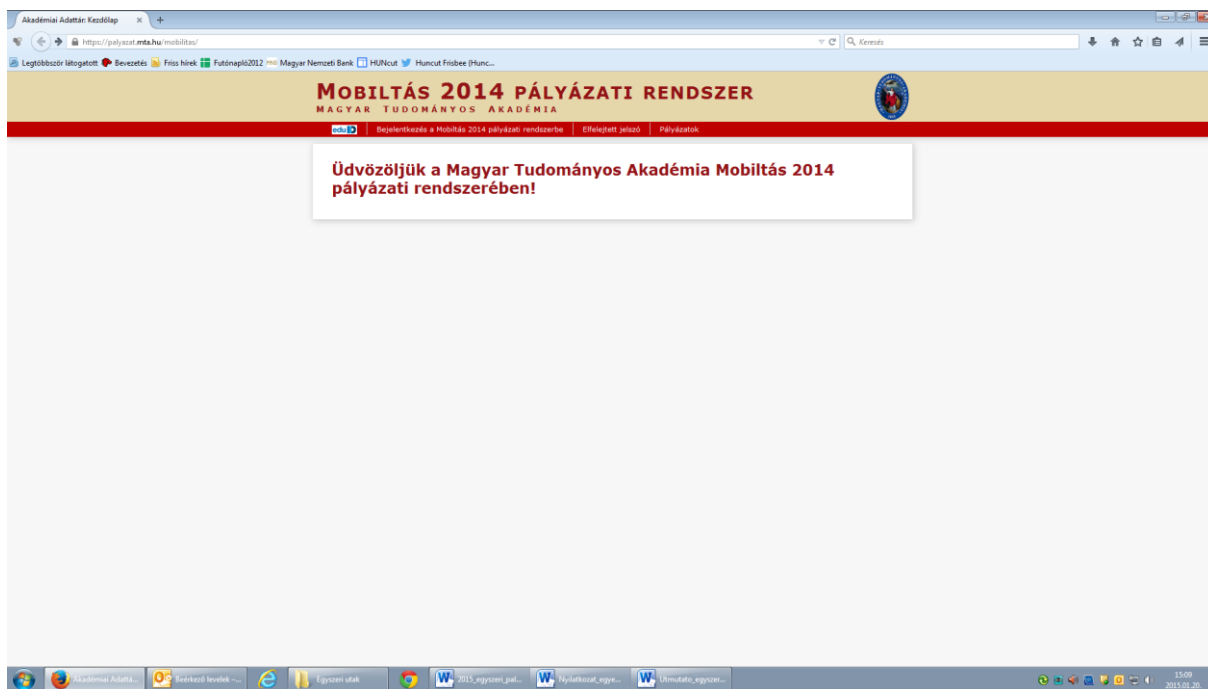 Akadémiai Adattár: Kezdőlap
https://palyazat.mta.hu/mobilitas/
Keresés
Legtöbbször látogatott Bevezetés Friss hírek Futónapló2012 Magyar Nemzeti Bank HUNcut Huncut Frisbee (Hunc...
MOBILTÁS 2014 PÁLYÁZATI RENDSZER
MAGYAR TUDOMÁNYOS AKADÉMIA
eduID Bejelentkezés a Mobiltás 2014 pályázati rendszerbe Elfelejtett jelszó Pályázatok
Üdvözöljük a Magyar Tudományos Akadémia Mobiltás 2014
pályázati rendszerében!
Akadémiai Adattá... Beérkező levelek -... Egyszeri utak 2015_egyszeri_pal... Nyilatkozat_egye... Utmutato_egyszer...
15:09
2015.01.20.